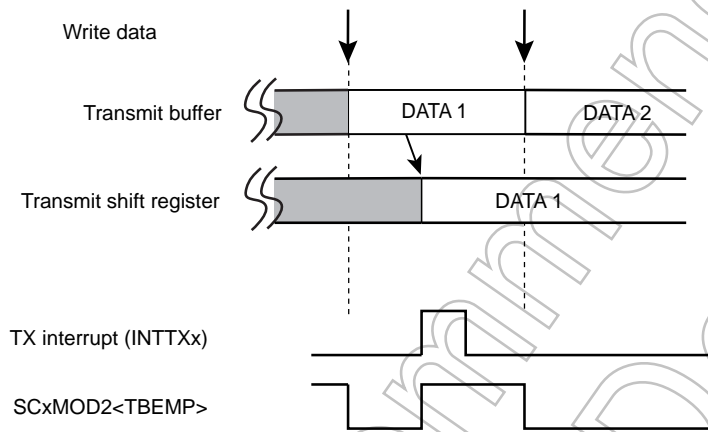 Write data
Transmit buffer
DATA 1
DATA 2
Transmit shift register
DATA 1
TX interrupt (INTTXx)
SCxMOD2<TBEMP>